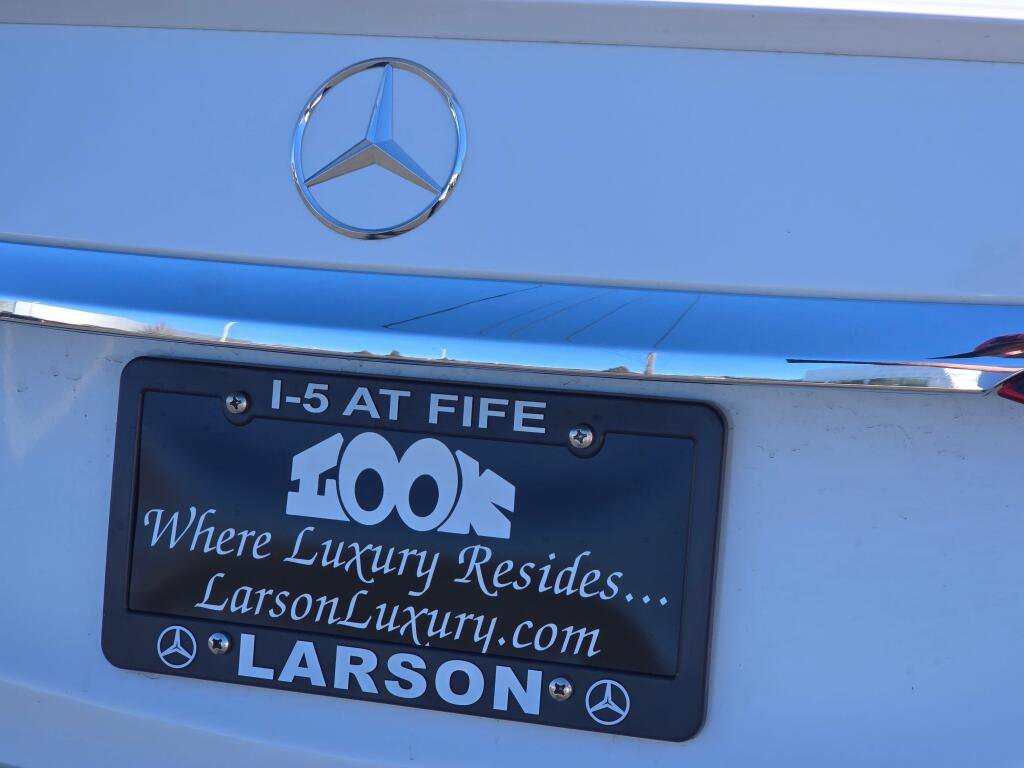 I-5 AT FIFE
LOOK
Where Luxury Resides...
LarsonLuxury.com
LARSON